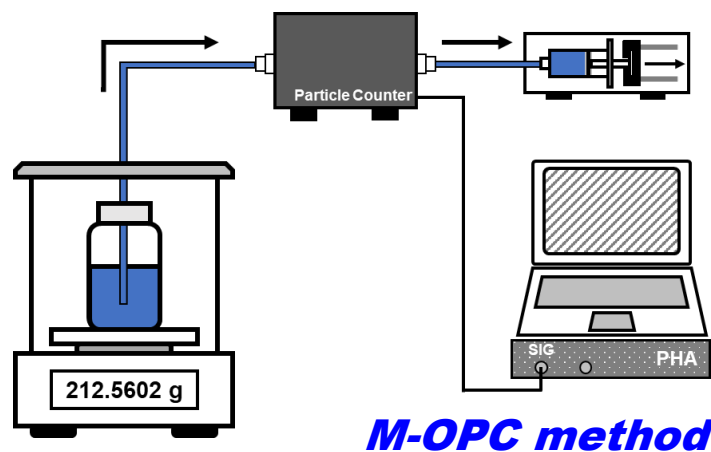 Particle Counter
SIG
PHA
212.5602 g
M-OPC method